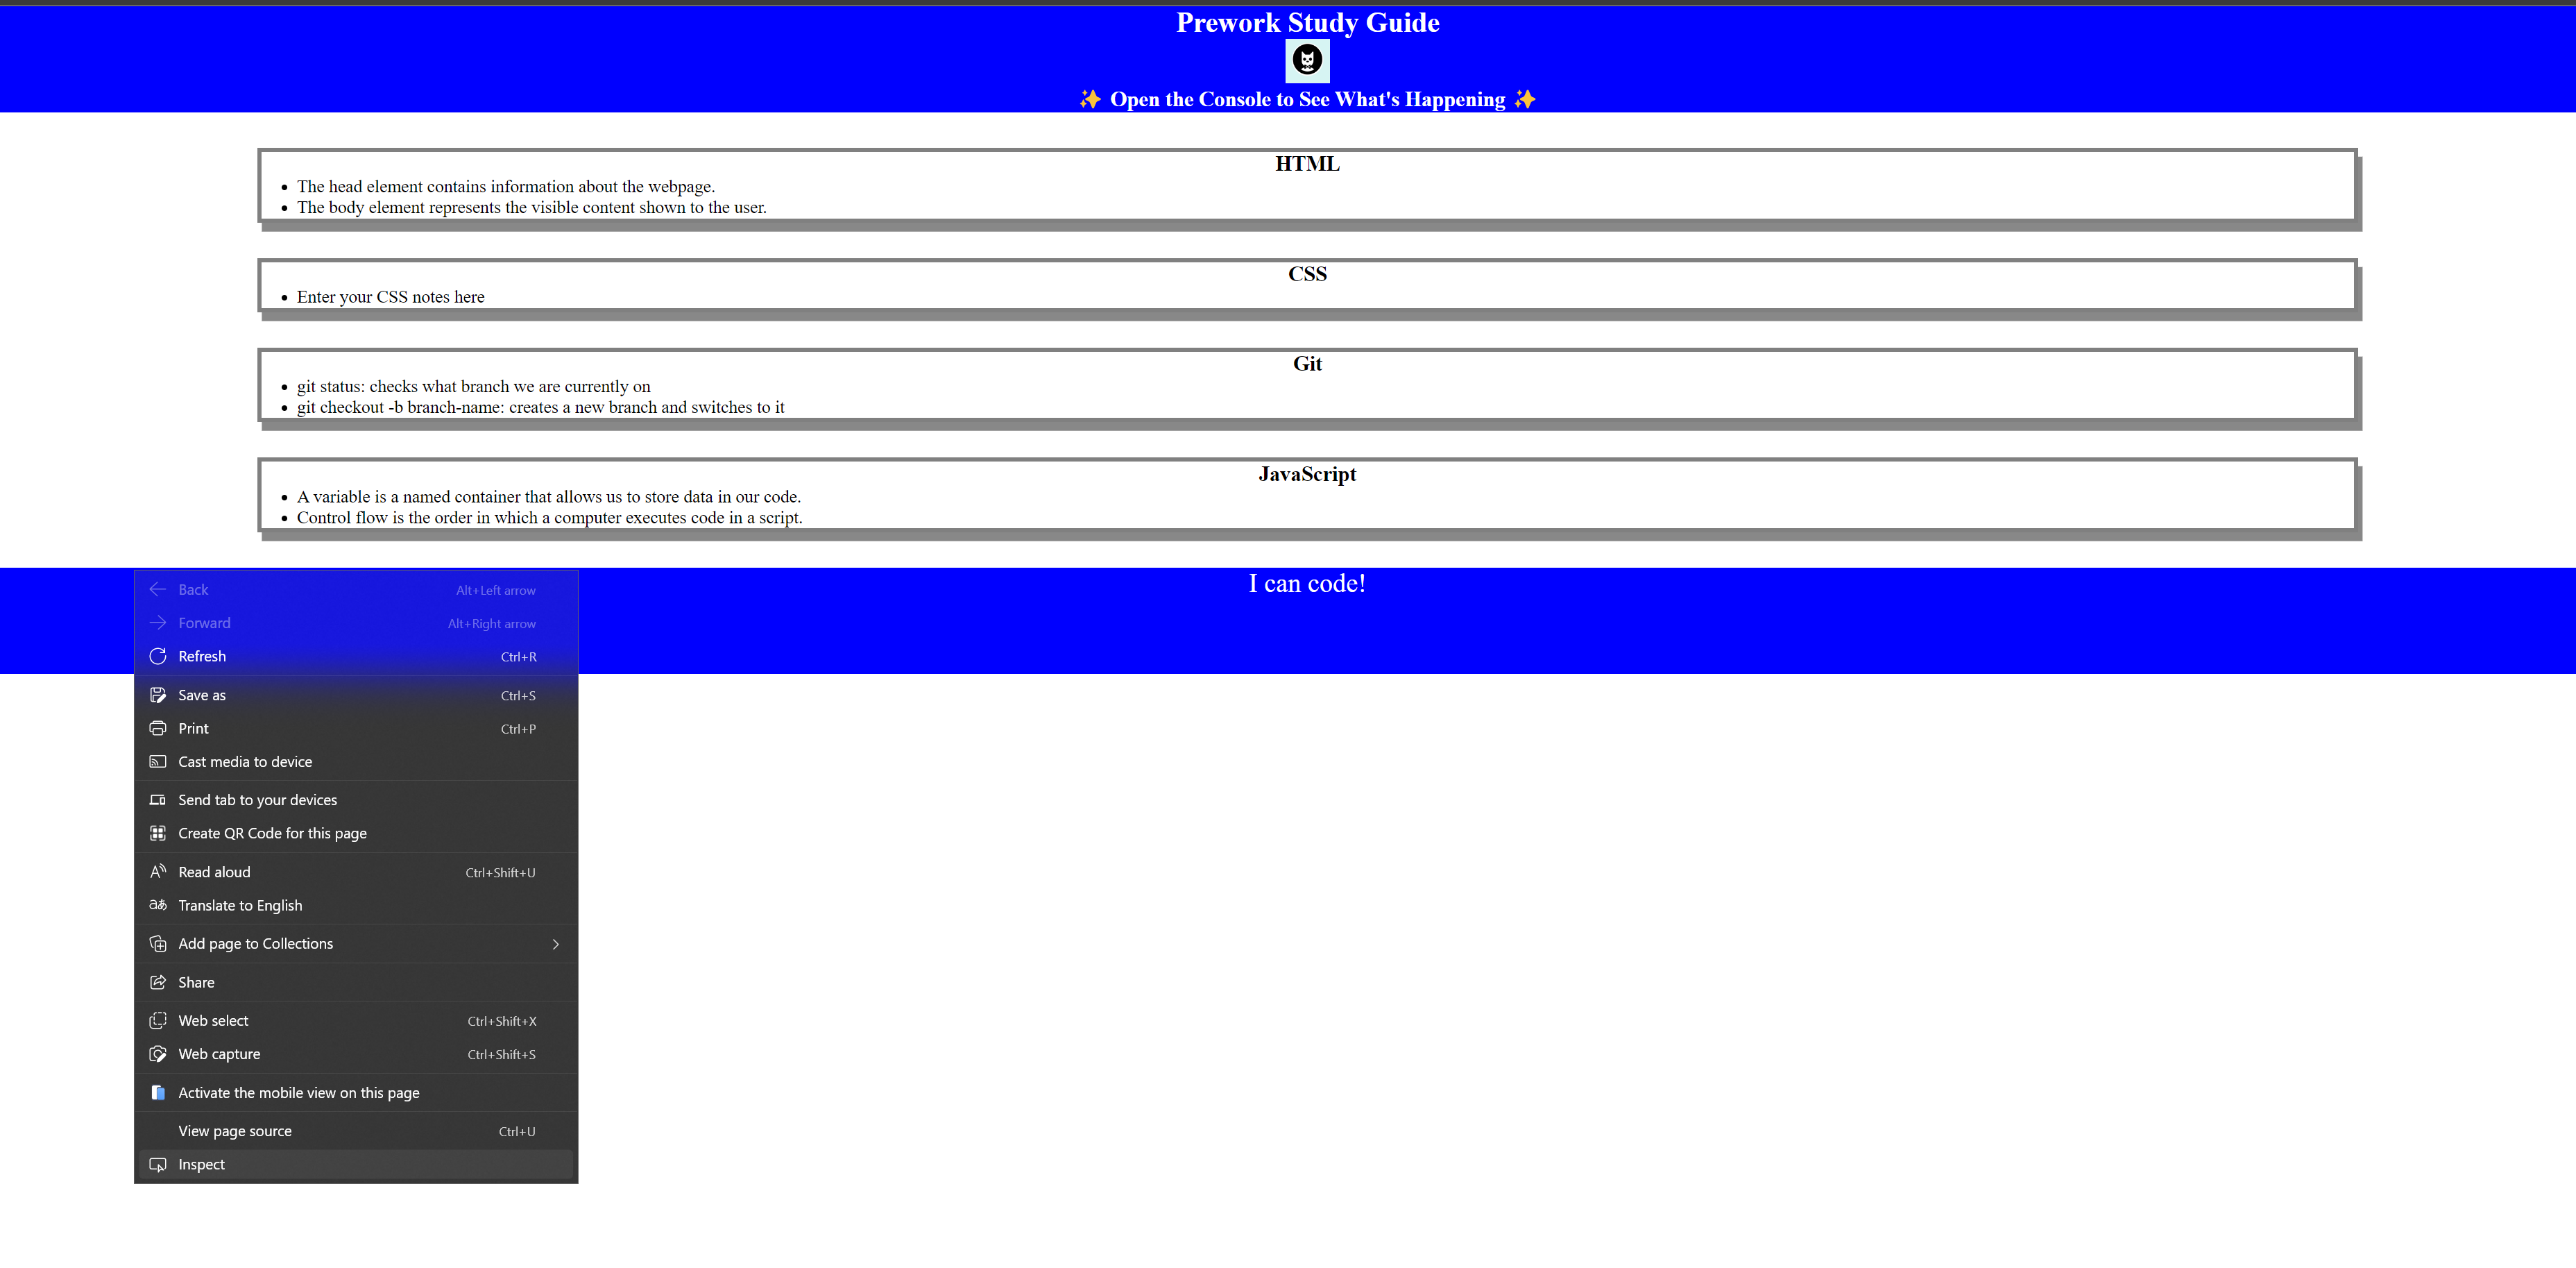 Prework Study Guide
✨ Open the Console to See What's Happening ✨
HTML
• The head element contains information about the webpage.
• The body element represents the visible content shown to the user.
CSS
• Enter your CSS notes here
Git
• git status: checks what branch we are currently on
• git checkout -b branch-name: creates a new branch and switches to it
JavaScript
• A variable is a named container that allows us to store data in our code.
• Control flow is the order in which a computer executes code in a script.
I can code!
Back Alt+Left arrow
Forward Alt+Right arrow
Refresh Ctrl+R
Save as Ctrl+S
Print Ctrl+P
Cast media to device
Send tab to your devices
Create QR Code for this page
Read aloud Ctrl+Shift+U
Translate to English
Add page to Collections
Share
Web select Ctrl+Shift+X
Web capture Ctrl+Shift+S
Activate the mobile view on this page
View page source Ctrl+U
Inspect